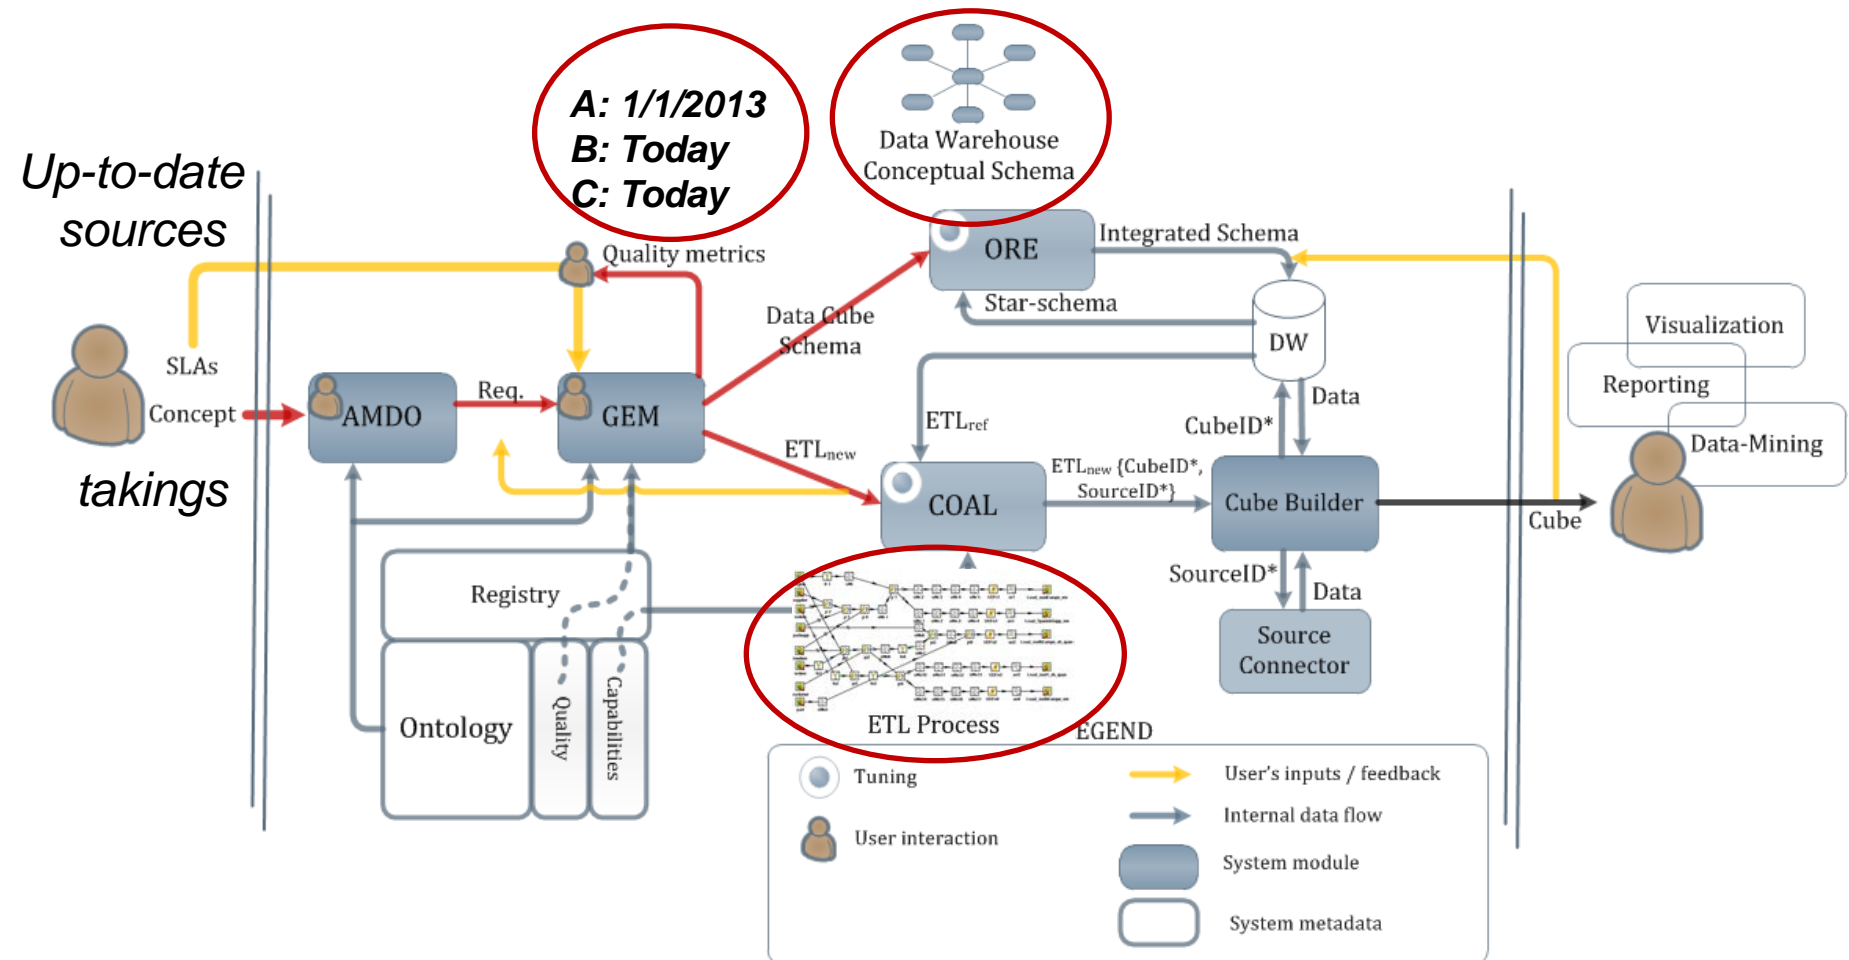 A: 1/1/2013
B: Today
C: Today
Data Warehouse
Conceptual Schema
Up-to-date
sources
Quality metrics
ORE
Integrated Schema
Star-schema
DW
Data Cube
Schema
Visualization
Reporting
Data-Mining
SLAs
Concept
AMDO
Req.
GEM
takings
ETLnew
ETLref
CubeID*
Data
COAL
ETLnew {CubeID*,
SourceID*}
Cube Builder
Cube
SourceID*
Data
Source
Connector
Registry
Ontology
Quality
Capabilities
ETL Process
EGEND
Tuning
User interaction
User's inputs / feedback
Internal data flow
System module
System metadata